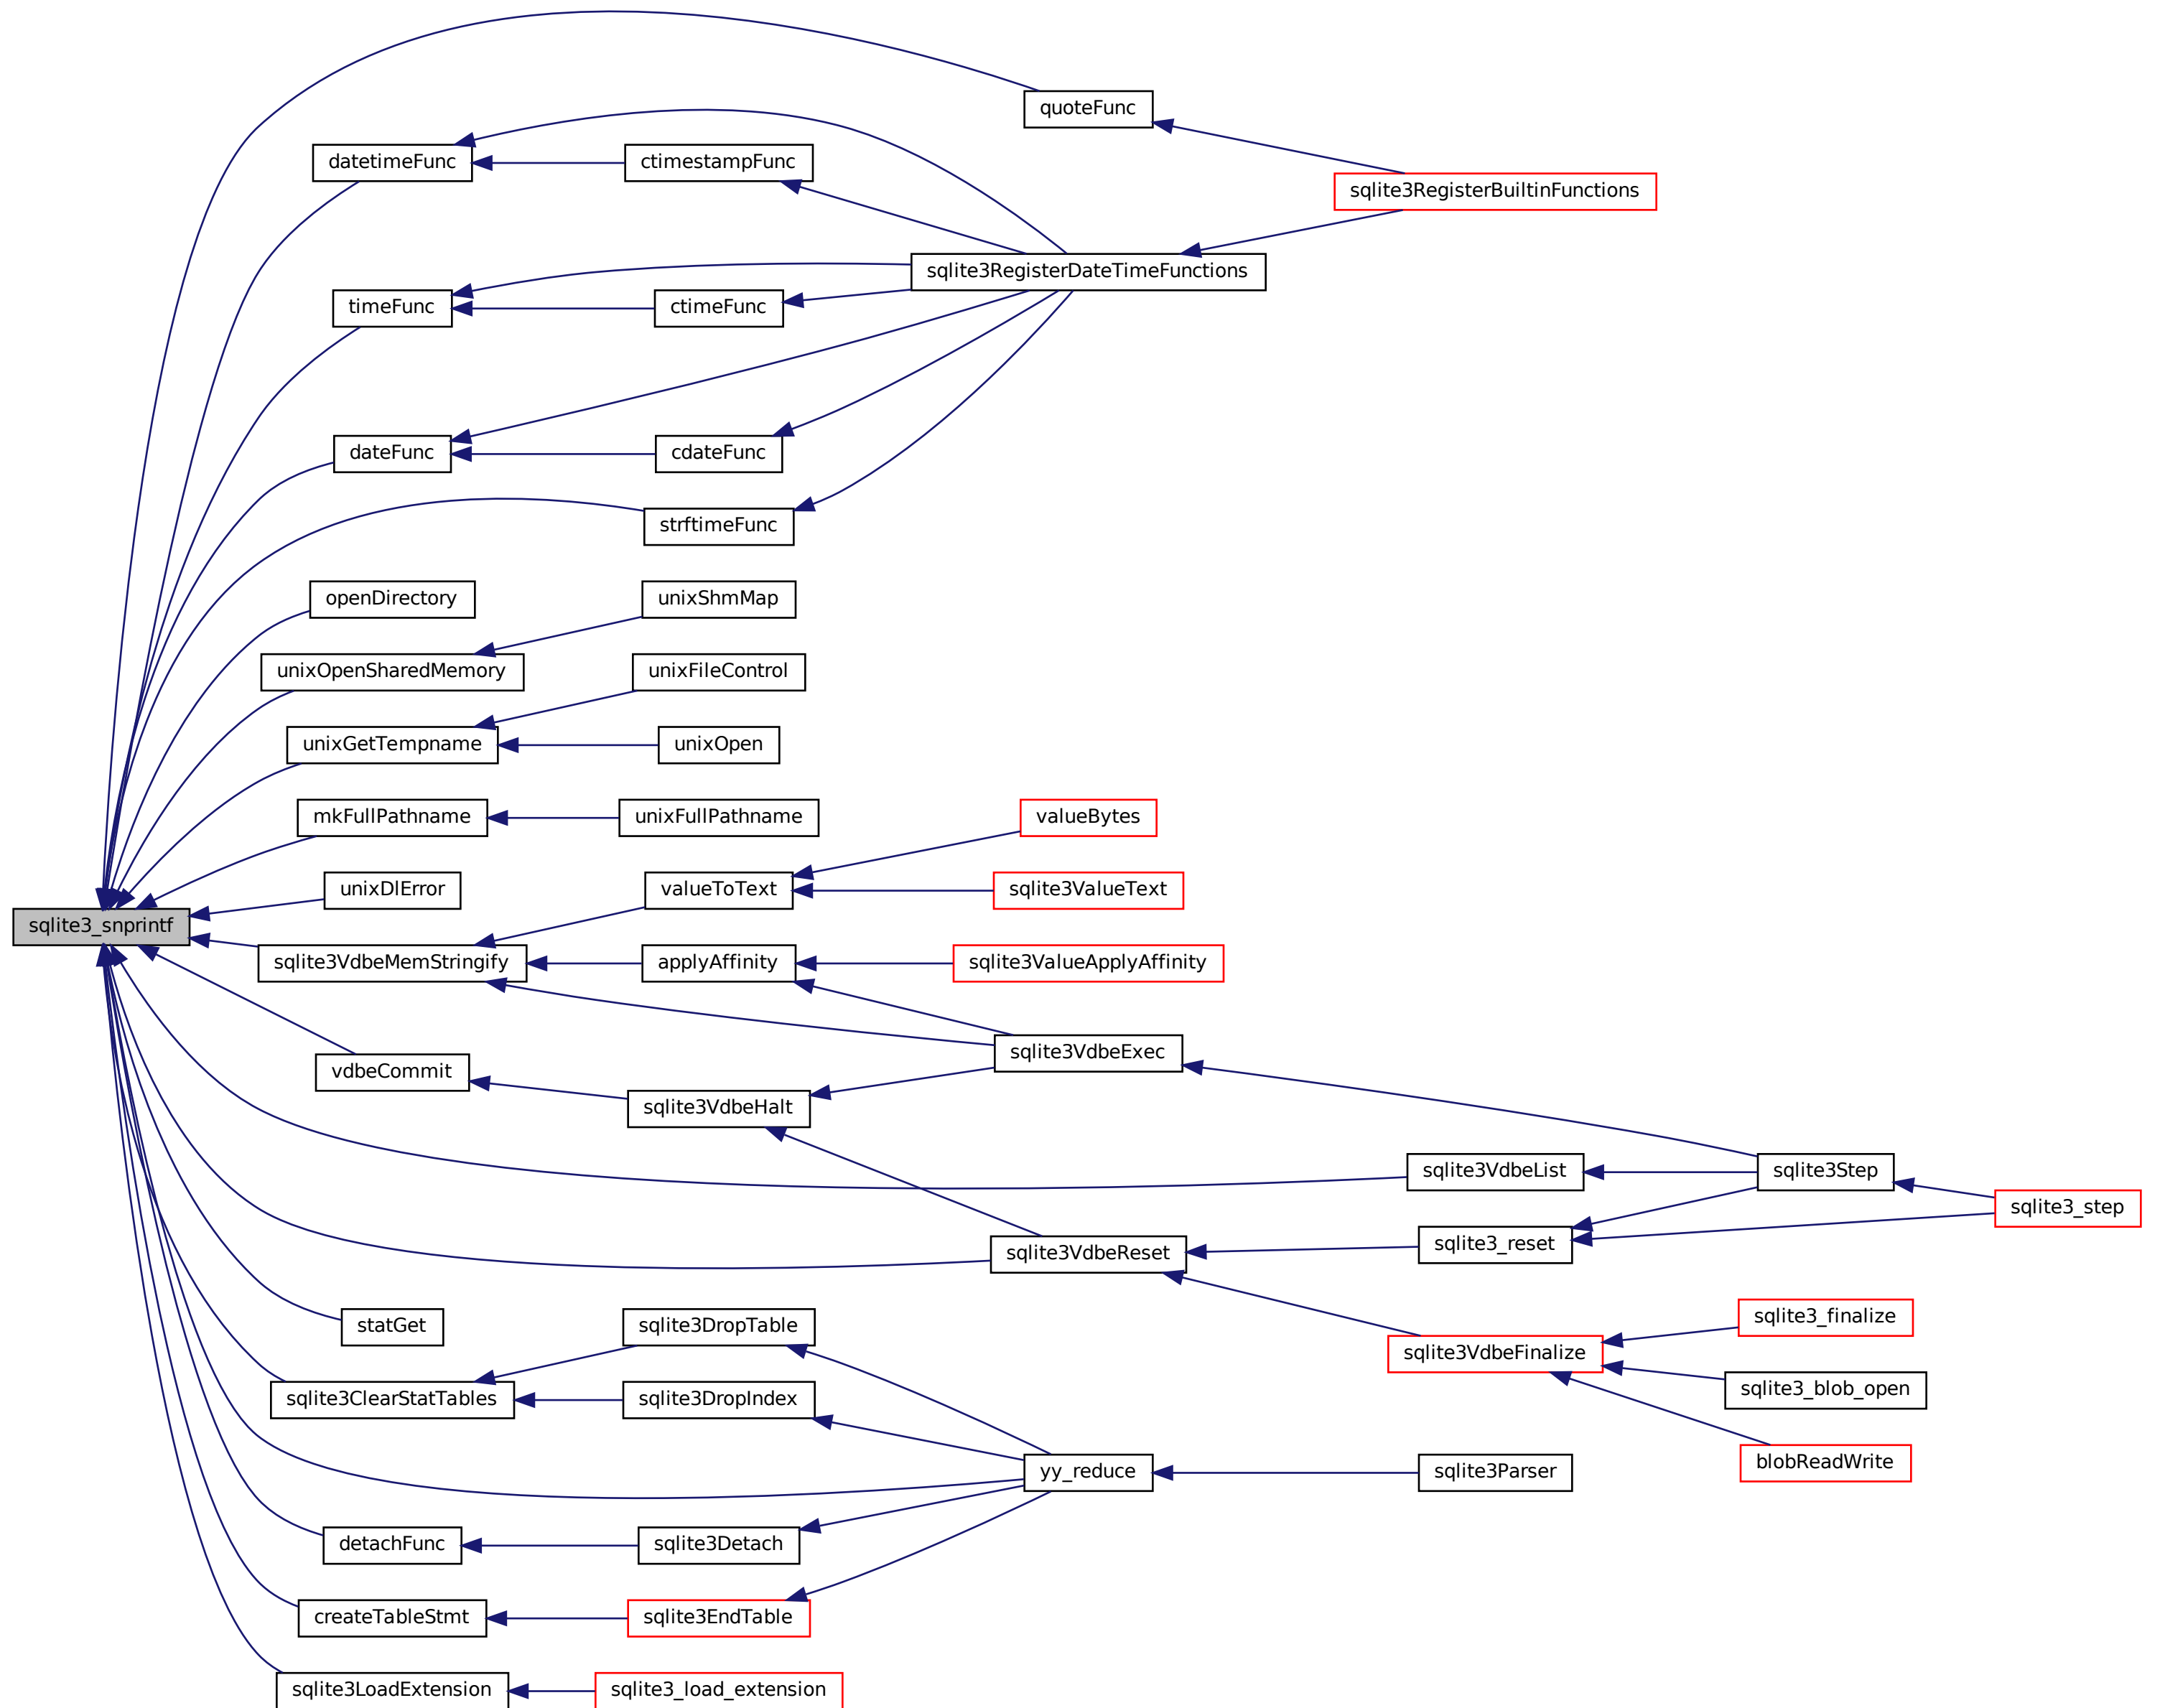 quoteFunc
datetimeFunc
ctimestampFunc
sqlite3RegisterBuiltinFunctions
sqlite3RegisterDateTimeFunctions
timeFunc
ctimeFunc
dateFunc
cdateFunc
strftimeFunc
openDirectory
unixShmMap
unixOpenSharedMemory
unixFileControl
unixGetTempname
unixOpen
mkFullPathname
unixFullPathname
valueBytes
unixDlError
valueToText
sqlite3ValueText
sqlite3_snprintf
sqlite3VdbeMemStringify
applyAffinity
sqlite3ValueApplyAffinity
sqlite3VdbeExec
vdbeCommit
sqlite3VdbeHalt
sqlite3VdbeList
sqlite3Step
sqlite3_step
sqlite3_reset
sqlite3VdbeReset
statGet
sqlite3DropTable
sqlite3_finalize
sqlite3VdbeFinalize
sqlite3ClearStatTables
sqlite3DropIndex
sqlite3_blob_open
yy_reduce
sqlite3Parser
blobReadWrite
detachFunc
sqlite3Detach
createTableStmt
sqlite3EndTable
sqlite3LoadExtension
sqlite3_load_extension